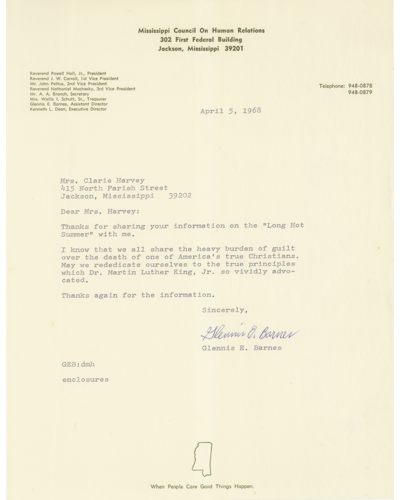 Mississippi Council On Human Relations
302 First Federal Building
Jackson, Mississippi 39201
Reverend Powell Hall, Jr., President
Reverend J. W. Carroll, 1st Vice President
Mr. John Pettus, 2nd Vice President
Reverend Nathaniel Machesky, 3rd Vice President
Mr. A. A. Branch, Secretary
Mrs. Wallis I. Schutt, Sr., Treasurer
Glennis E. Barnes, Assistant Director
Kenneth L. Dean, Executive Director
Telephone: 948-0878
948-0879
April 5, 1968
Mrs. Clarie Harvey
415 North Farish Street
Jackson, Mississippi 39202
Dear Mrs. Harvey:
Thanks for sharing your information on the "Long Hot
Summer" with me.
I know that we all share the heavy burden of guilt
over the death of one of America's true Christians.
May we rededicate ourselves to the true principles
which Dr. Martin Luther King, Jr. so vividly advo-
cated.
Thanks again for the information.
Sincerely,
Glennis E. Barnes
Glennis E. Barnes
GEB:dmh
enclosures
When People Care Good Things Happen.